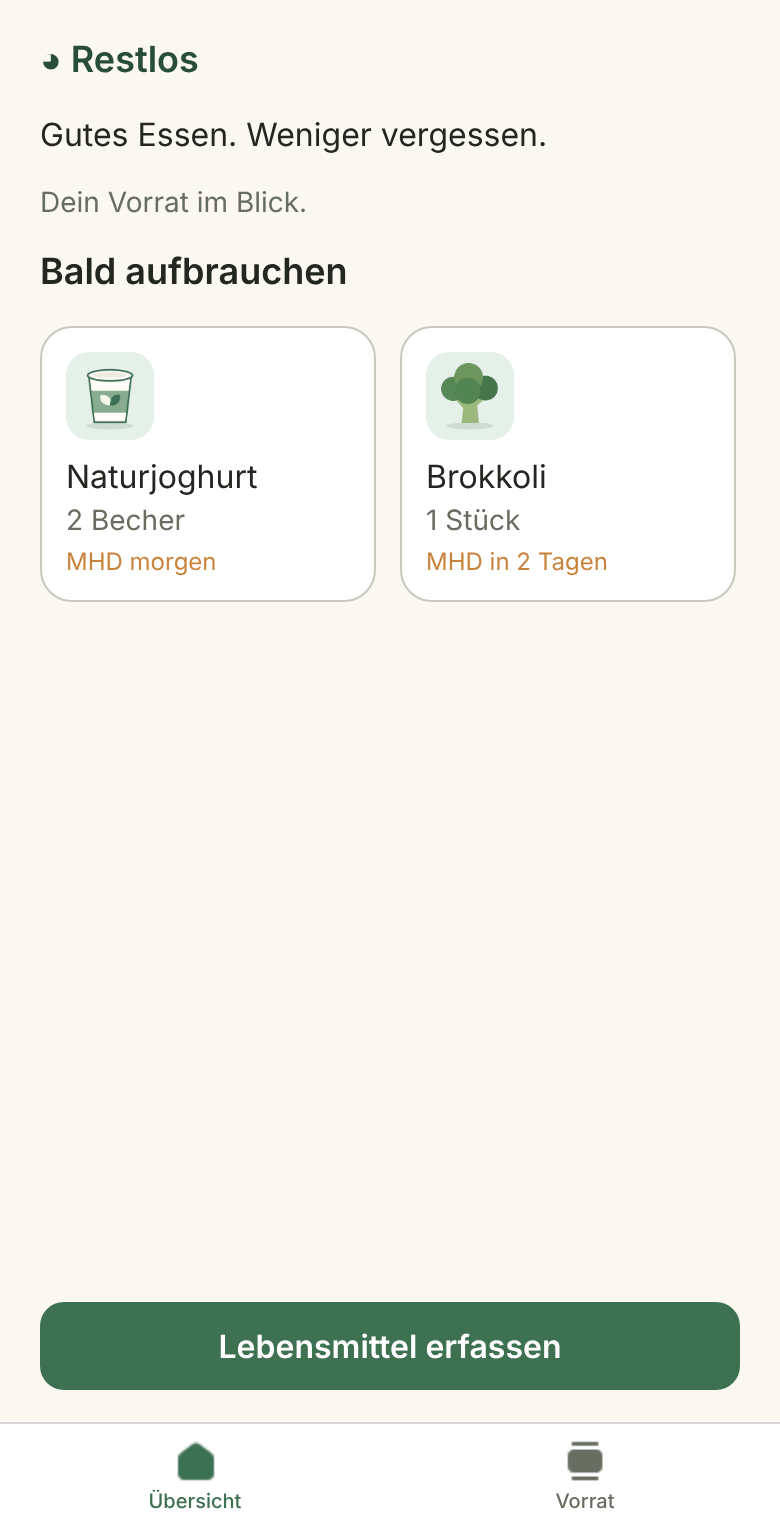 Restlos
Gutes Essen. Weniger vergessen.
Dein Vorrat im Blick.
Bald aufbrauchen
Naturjoghurt
2 Becher
MHD morgen
Brokkoli
1 Stück
MHD in 2 Tagen
Lebensmittel erfassen
Übersicht
Vorrat